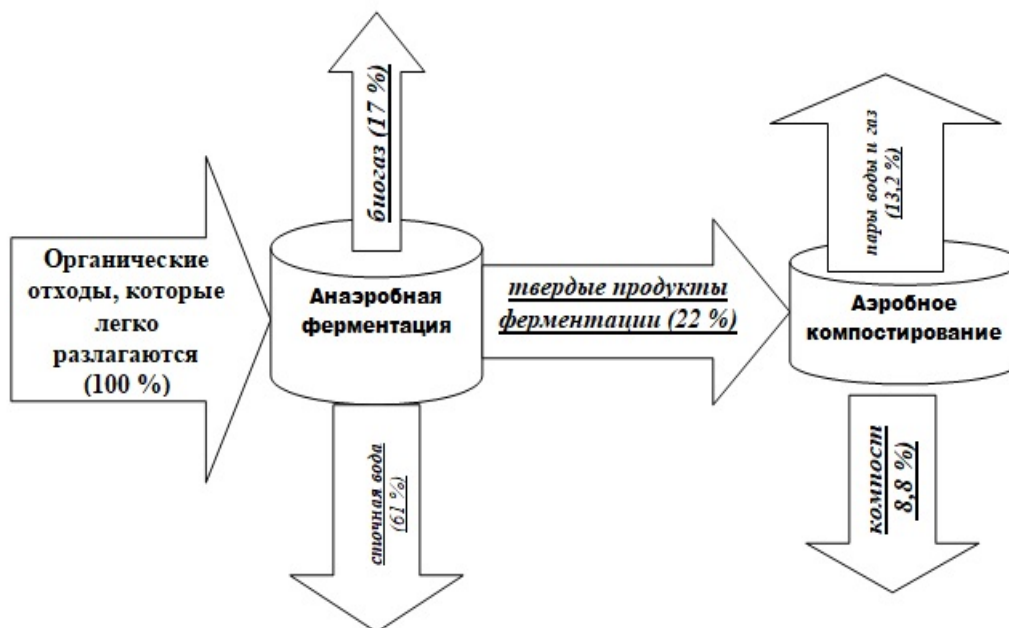 Органические
отходы, которые
легко
разлагаются
(100 %)
биогаз (17 %)
Анаэробная
ферментация
сточная вода
(61 %)
твердые продукты
ферментации (22 %)
пары воды и газ
(13,2 %)
Аэробное
компостирование
компост
8,8 %)